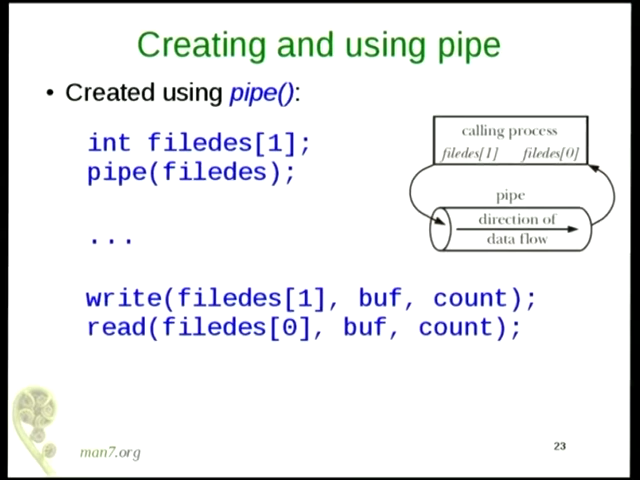 Creating and using pipe
• Created using pipe():
int filedes[1];
pipe(filedes);
...
write(filedes[1], buf, count);
read(filedes[0], buf, count);
calling process
filedes[1] filedes[0]
pipe
direction of
data flow
man7.org
23